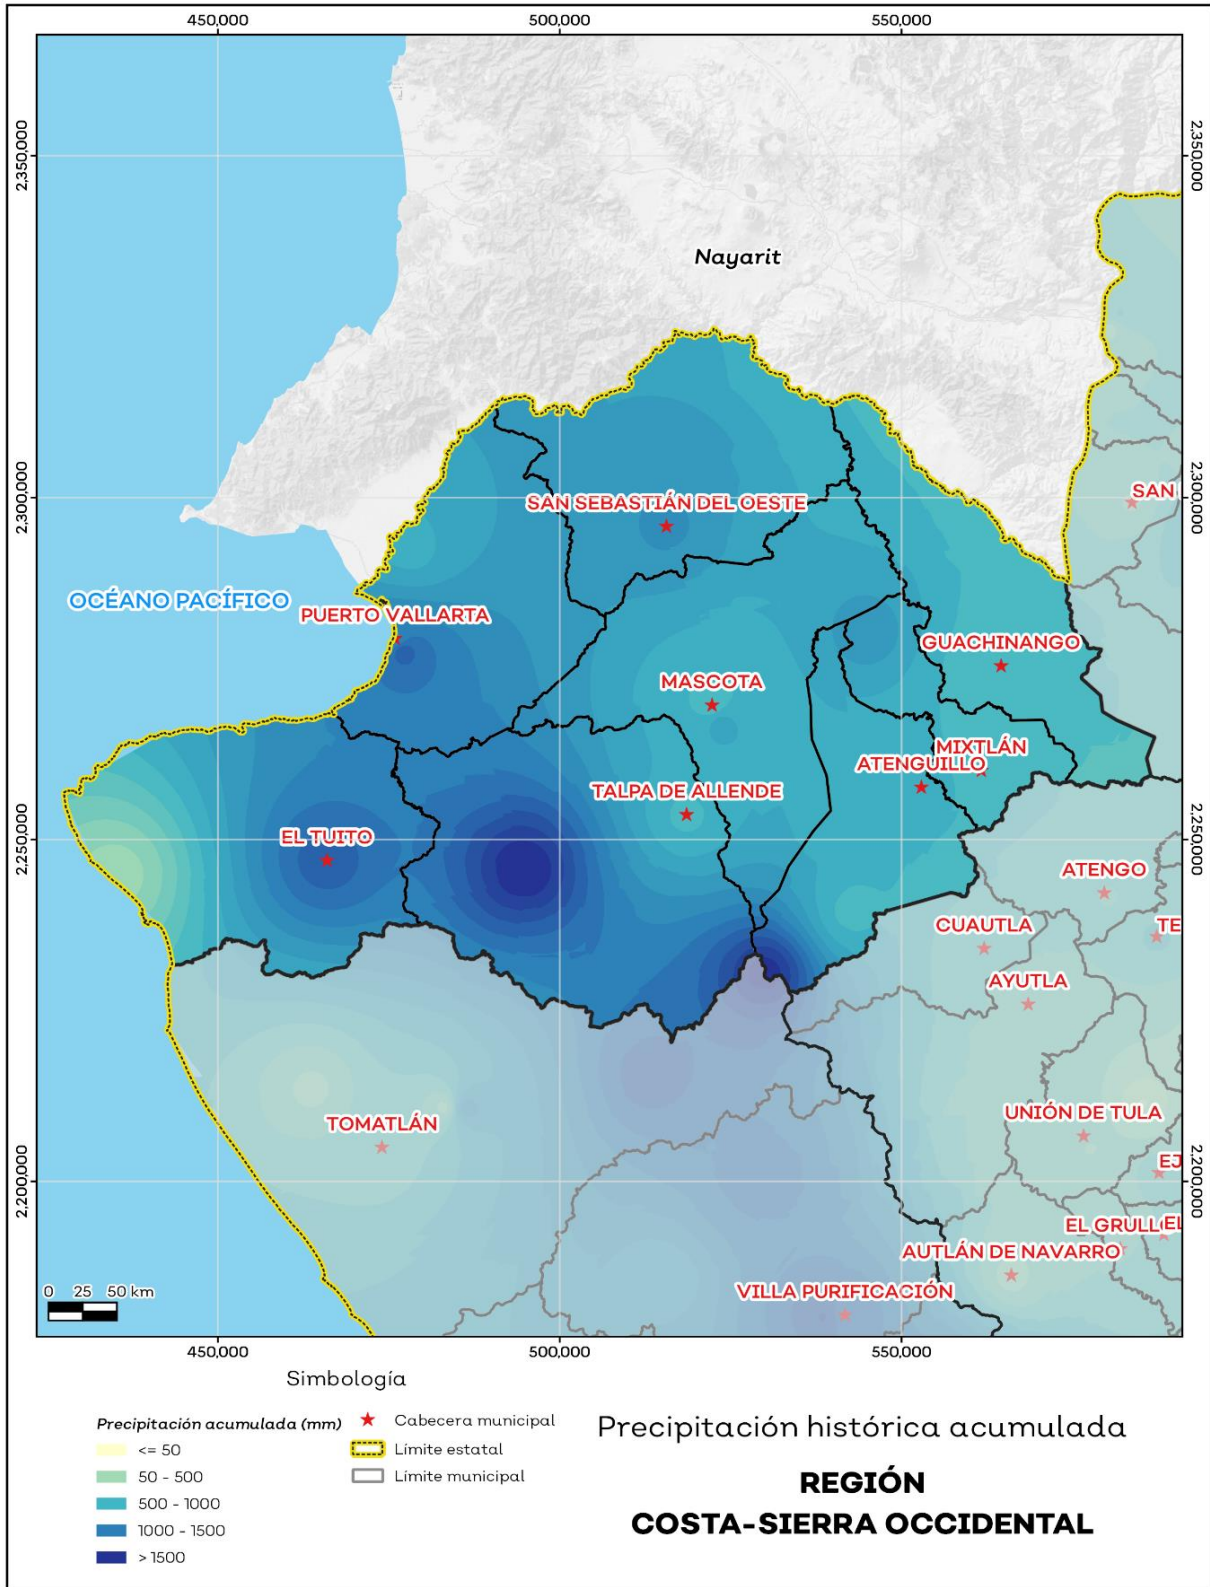 450,000
500,000
550,000
2,350,000
2,350,000
Nayarit
2,300,000
2,300,000
SAN
SAN SEBASTIÁN DEL OESTE
OCÉANO PACÍFICO
PUERTO VALLARTA
GUACHINANGO
MASCOTA
MIXTLÁN
ATENGUILLO
TALPA DE ALLENDE
EL TUITO
2,250,000
2,250,000
ATENGO
CUAUTLA
TE
AYUTLA
TOMATLÁN
UNIÓN DE TULA
EJ
2,200,000
2,200,000
EL GRULLO
EL
AUTLÁN DE NAVARRO
VILLA PURIFICACIÓN
0 25 50 km
450,000
500,000
550,000
Simbología
Precipitación acumulada (mm)
<= 50
50 - 500
500 - 1000
1000 - 1500
> 1500
Cabecera municipal
Límite estatal
Límite municipal
Precipitación histórica acumulada
REGIÓN
COSTA-SIERRA OCCIDENTAL